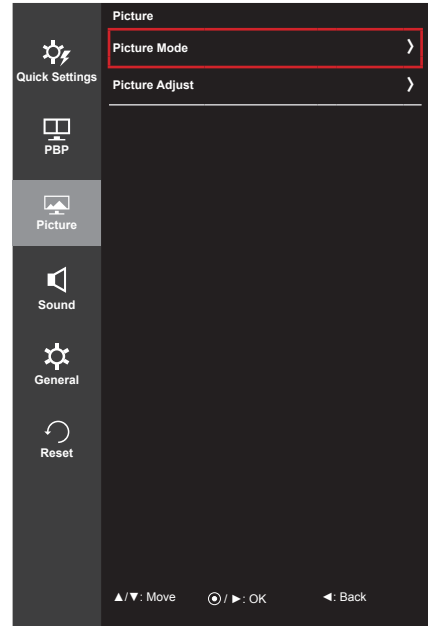 Picture
Picture Mode
Picture Adjust
Quick Settings
PBP
Picture
Sound
General
Reset
▲/▼: Move ⦿ / ►: OK ◄: Back